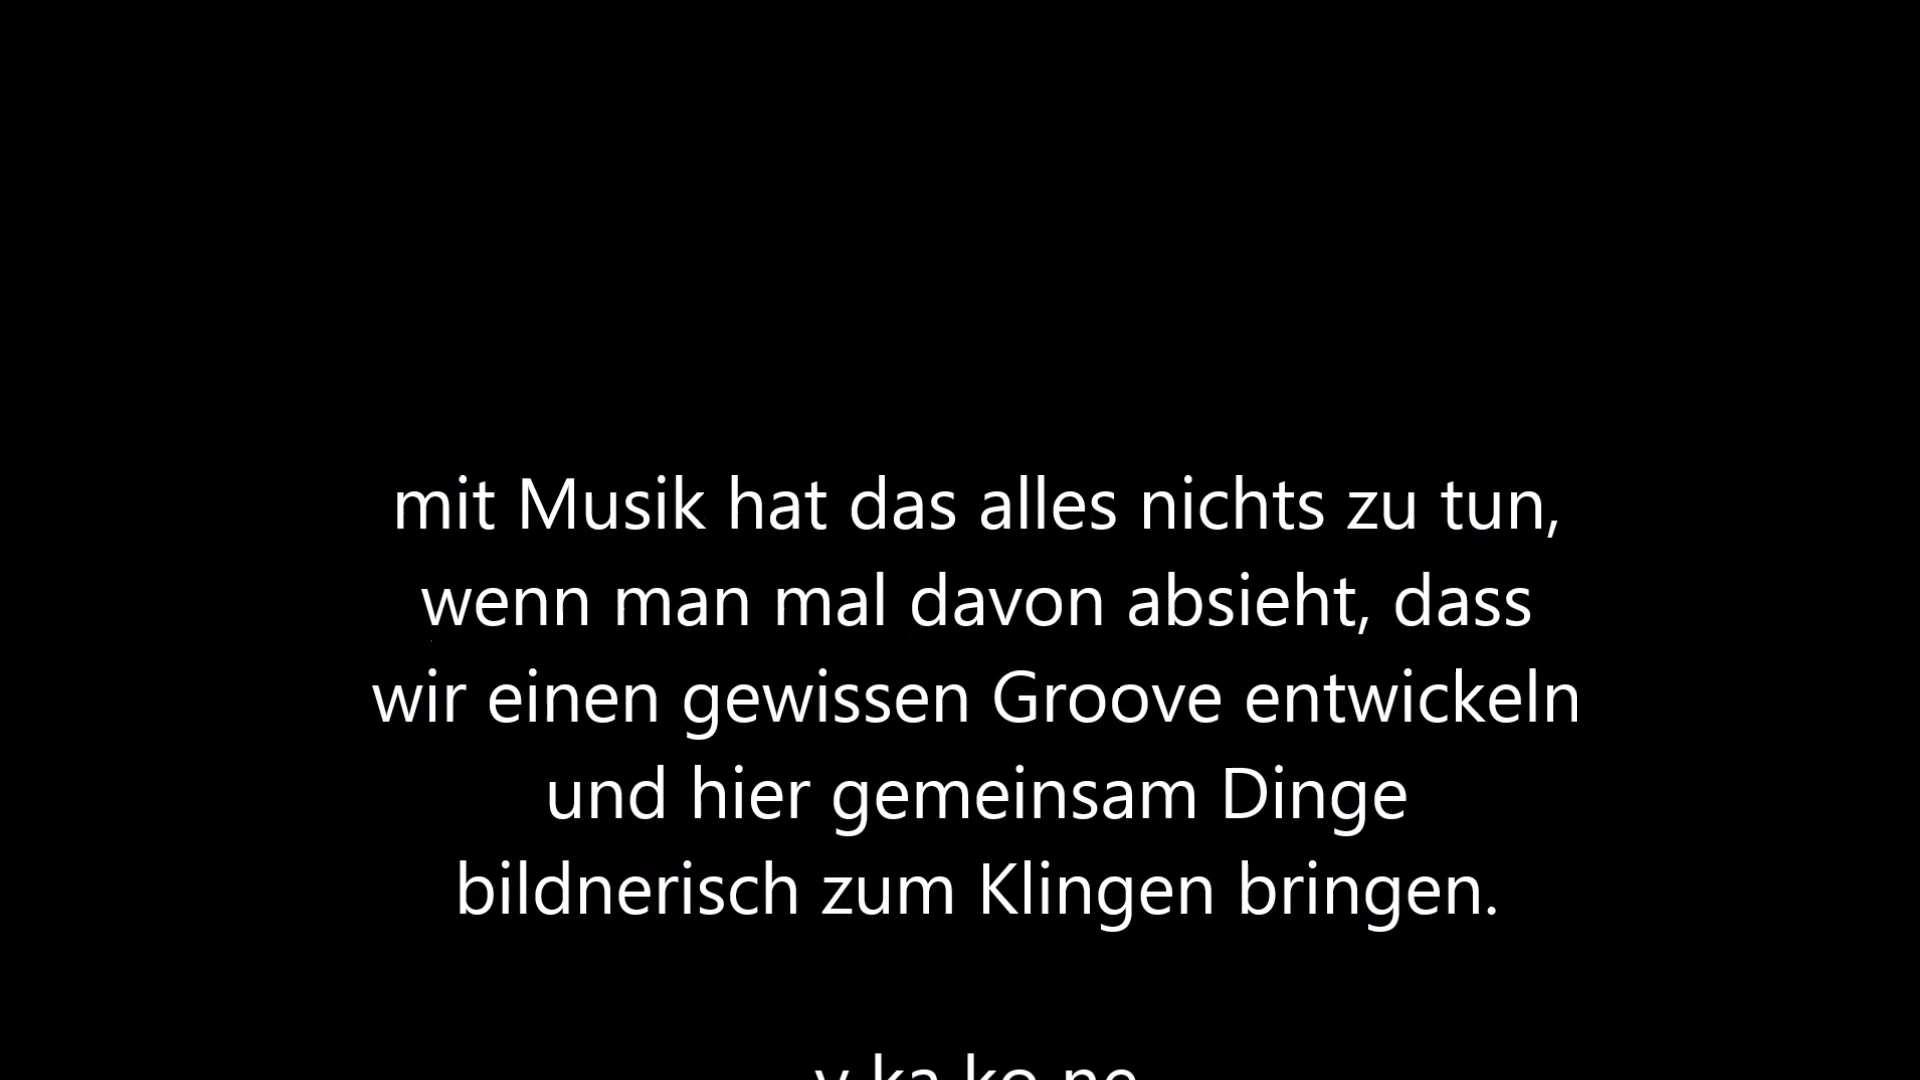 mit Musik hat das alles nichts zu tun,
wenn man mal davon absieht, dass
wir einen gewissen Groove entwickeln
und hier gemeinsam Dinge
bildnerisch zum Klingen bringen.